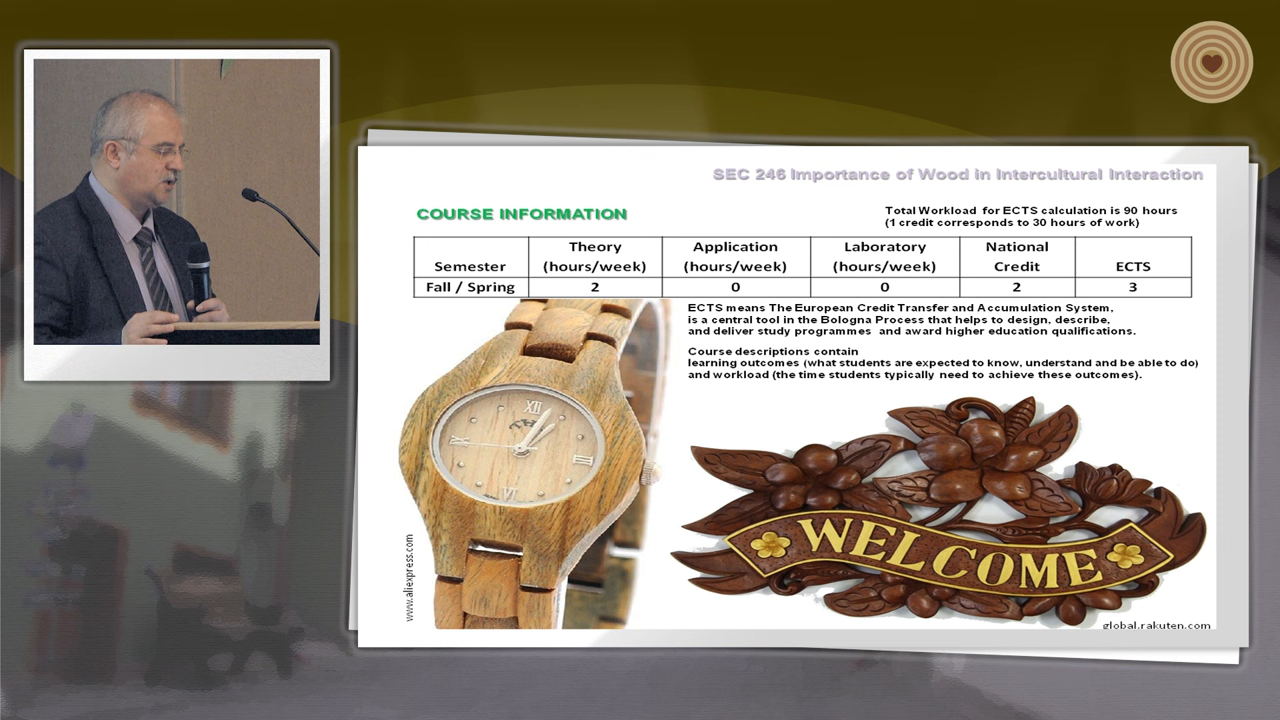 SEC 246 Importance of Wood in Intercultural Interaction
COURSE INFORMATION
Total Workload for ECTS calculation is 90 hours
(1 credit corresponds to 30 hours of work)
Semester Theory (hours/week) Application (hours/week) Laboratory (hours/week) National Credit ECTS
Fall / Spring 2 0 0 2 3
ECTS means The European Credit Transfer and Accumulation System,
is a central tool in the Bologna Process that helps to design, describe,
and deliver study programmes and award higher education qualifications.
Course descriptions contain
learning outcomes (what students are expected to know, understand and be able to do)
and workload (the time students typically need to achieve these outcomes).
XII
III
VI
IX
WELCOME
www.aliexpress.com
global.rakuten.com